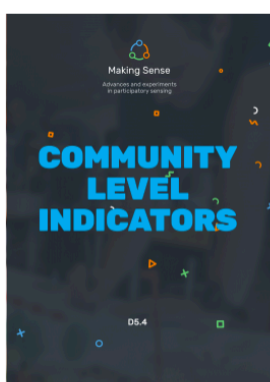 Making Sense
Advances and experiments
in participatory sensing
COMMUNITY
LEVEL
INDICATORS
D5.4